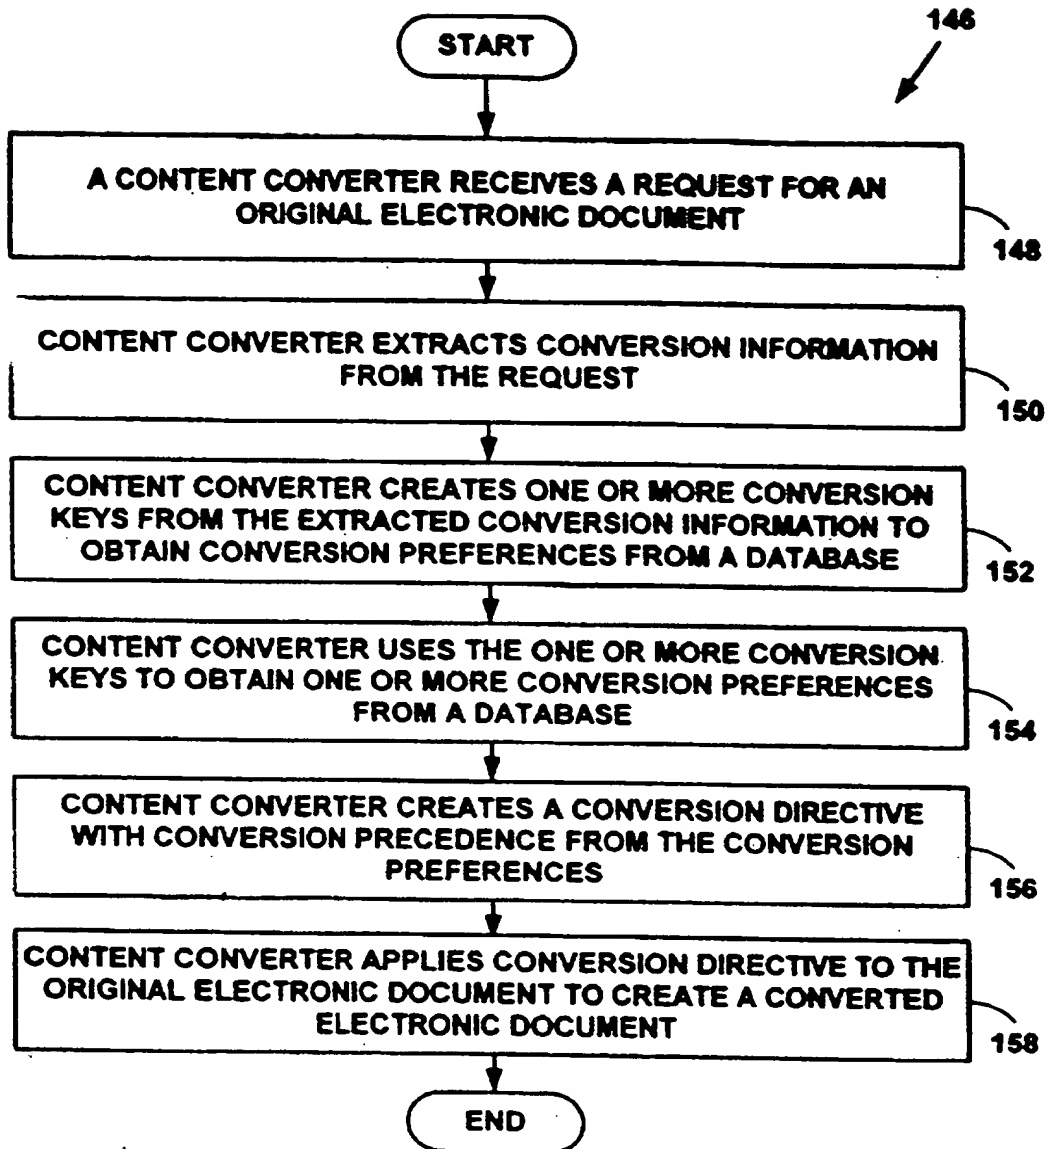 146
START
A CONTENT CONVERTER RECEIVES A REQUEST FOR AN
ORIGINAL ELECTRONIC DOCUMENT
148
CONTENT CONVERTER EXTRACTS CONVERSION INFORMATION
FROM THE REQUEST
150
CONTENT CONVERTER CREATES ONE OR MORE CONVERSION
KEYS FROM THE EXTRACTED CONVERSION INFORMATION TO
OBTAIN CONVERSION PREFERENCES FROM A DATABASE
152
CONTENT CONVERTER USES THE ONE OR MORE CONVERSION
KEYS TO OBTAIN ONE OR MORE CONVERSION PREFERENCES
FROM A DATABASE
154
CONTENT CONVERTER CREATES A CONVERSION DIRECTIVE
WITH CONVERSION PRECEDENCE FROM THE CONVERSION
PREFERENCES
156
CONTENT CONVERTER APPLIES CONVERSION DIRECTIVE TO THE
ORIGINAL ELECTRONIC DOCUMENT TO CREATE A CONVERTED
ELECTRONIC DOCUMENT
158
END